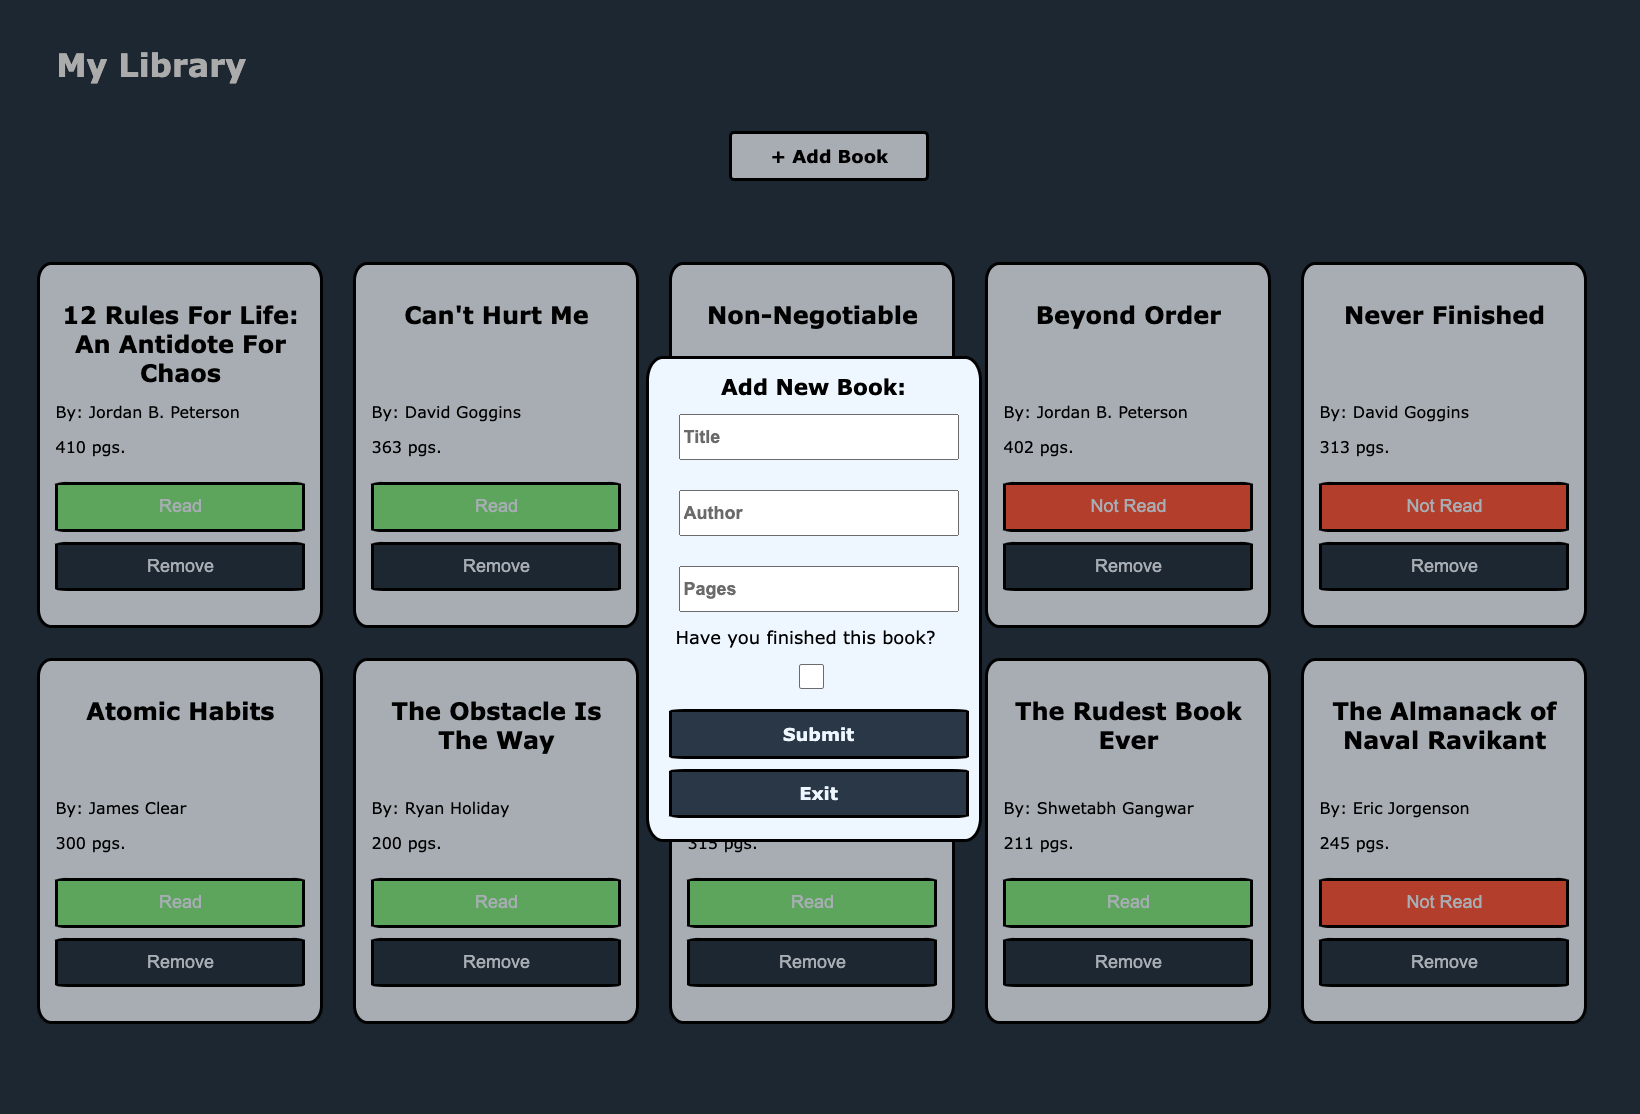 My Library
+ Add Book
12 Rules For Life:
An Antidote For
Chaos
By: Jordan B. Peterson
410 pgs.
Read
Remove
Can't Hurt Me
By: David Goggins
363 pgs.
Read
Remove
Non-Negotiable
Beyond Order
By: Jordan B. Peterson
402 pgs.
Not Read
Remove
Never Finished
By: David Goggins
313 pgs.
Not Read
Remove
Add New Book:
Title
Author
Pages
Have you finished this book?
Submit
Exit
Atomic Habits
By: James Clear
300 pgs.
Read
Remove
The Obstacle Is
The Way
By: Ryan Holiday
200 pgs.
Read
Remove
315 pgs.
Read
Remove
The Rudest Book
Ever
By: Shwetabh Gangwar
211 pgs.
Read
Remove
The Almanack of
Naval Ravikant
By: Eric Jorgenson
245 pgs.
Not Read
Remove